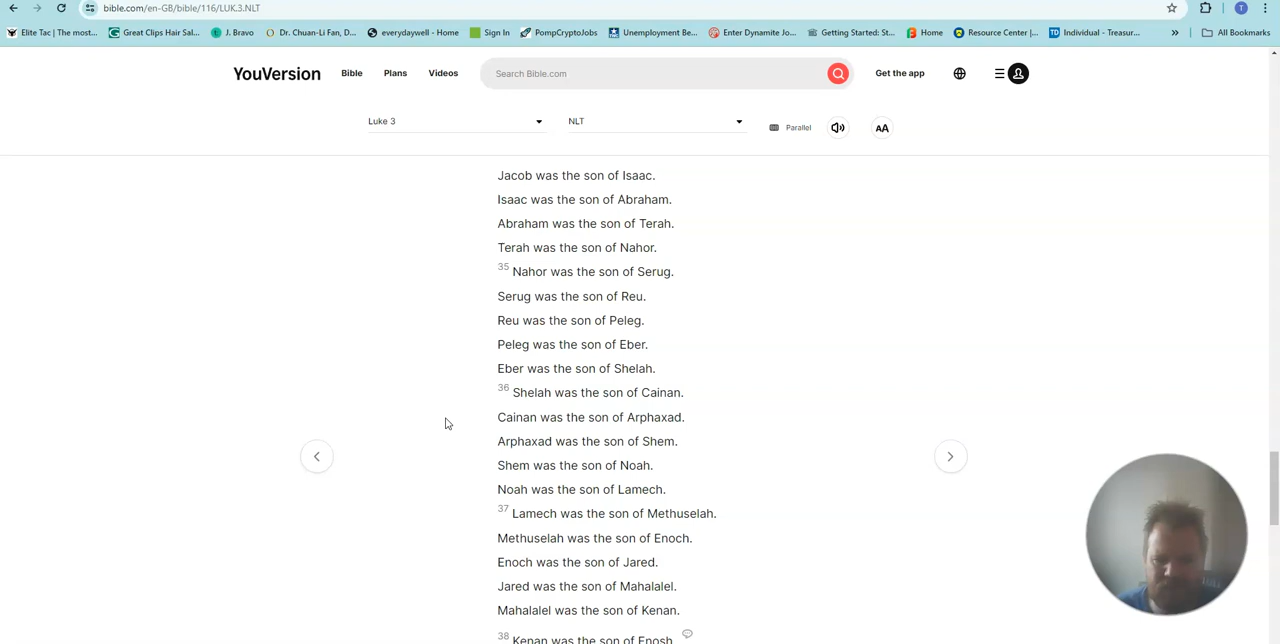 bible.com/en-GB/bible/116/LUK.3.NLT
T
Elite Tac | The most... Great Clips Hair Sal... J. Bravo Dr. Chuan-Li Fan, D... everydaywell - Home Sign In PompCryptoJobs Unemployment Be... Enter Dynamite Jo... Getting Started: St... Home Resource Center |... TD Individual - Treasur... » All Bookmarks
YouVersion Bible Plans Videos Search Bible.com Get the app
Luke 3 NLT Parallel AA
Jacob was the son of Isaac.
Isaac was the son of Abraham.
Abraham was the son of Terah.
Terah was the son of Nahor.
35 Nahor was the son of Serug.
Serug was the son of Reu.
Reu was the son of Peleg.
Peleg was the son of Eber.
Eber was the son of Shelah.
36 Shelah was the son of Cainan.
Cainan was the son of Arphaxad.
Arphaxad was the son of Shem.
Shem was the son of Noah.
Noah was the son of Lamech.
37 Lamech was the son of Methuselah.
Methuselah was the son of Enoch.
Enoch was the son of Jared.
Jared was the son of Mahalalel.
Mahalalel was the son of Kenan.
38 Kenan was the son of Enosh.